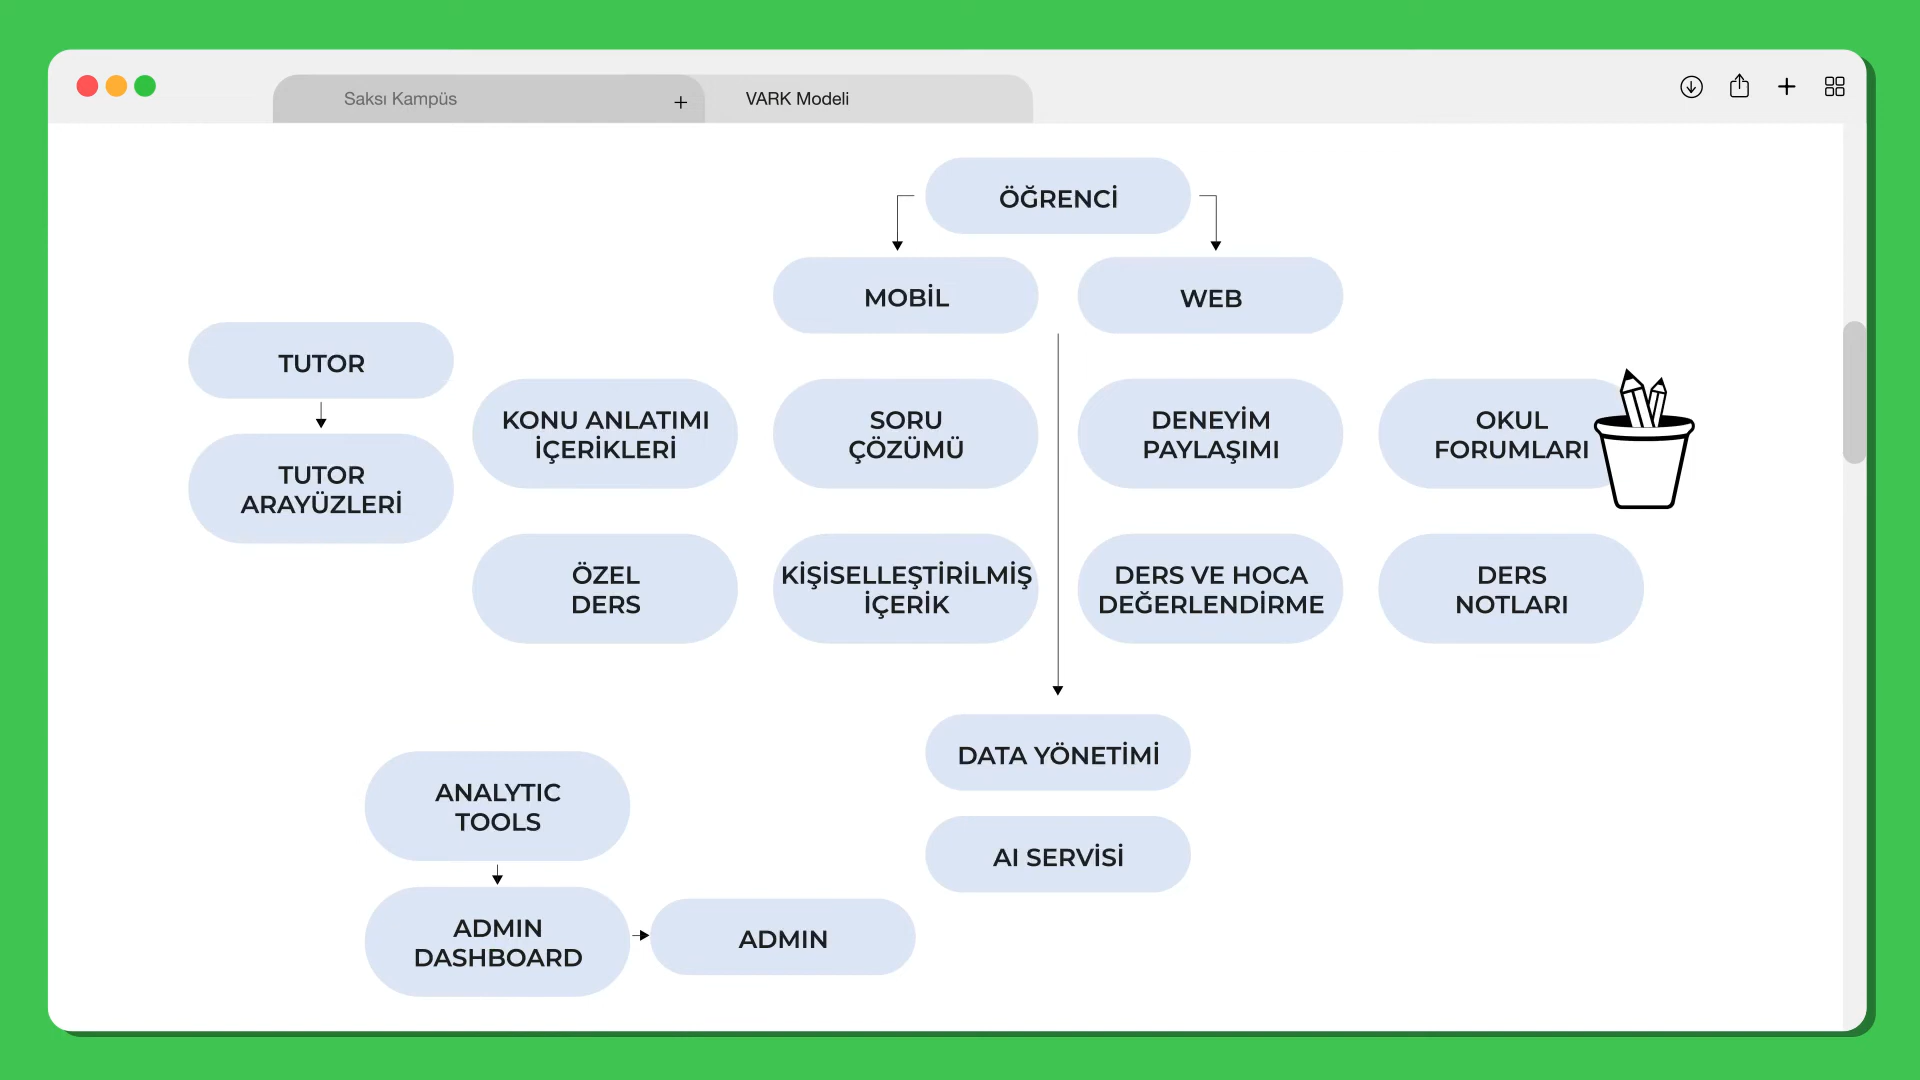 Saksı Kampüs
VARK Modeli
ÖĞRENCİ
MOBİL
WEB
TUTOR
TUTOR
ARAYÜZLERİ
KONU ANLATIMI
İÇERİKLERİ
SORU
ÇÖZÜMÜ
DENEYİM
PAYLAŞIMI
OKUL
FORUMLARI
ÖZEL
DERS
KİŞİSELLEŞTİRİLMİŞ
İÇERİK
DERS VE HOCA
DEĞERLENDİRME
DERS
NOTLARI
DATA YÖNETİMİ
AI SERVİSİ
ANALYTIC
TOOLS
ADMIN
DASHBOARD
ADMIN